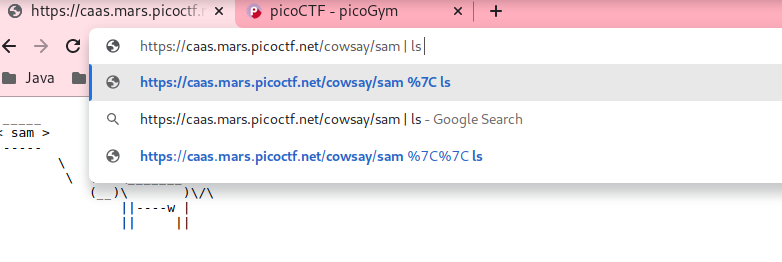 https://caas.mars.picoctf.r
picoCTF - picoGym
https://caas.mars.picoctf.net/cowsay/sam | ls
Java
https://caas.mars.picoctf.net/cowsay/sam %7C ls
https://caas.mars.picoctf.net/cowsay/sam | ls - Google Search
https://caas.mars.picoctf.net/cowsay/sam %7C%7C ls
_____
< sam >
-----
\
\ _______
(__)\ )\/\
||----w |
|| ||